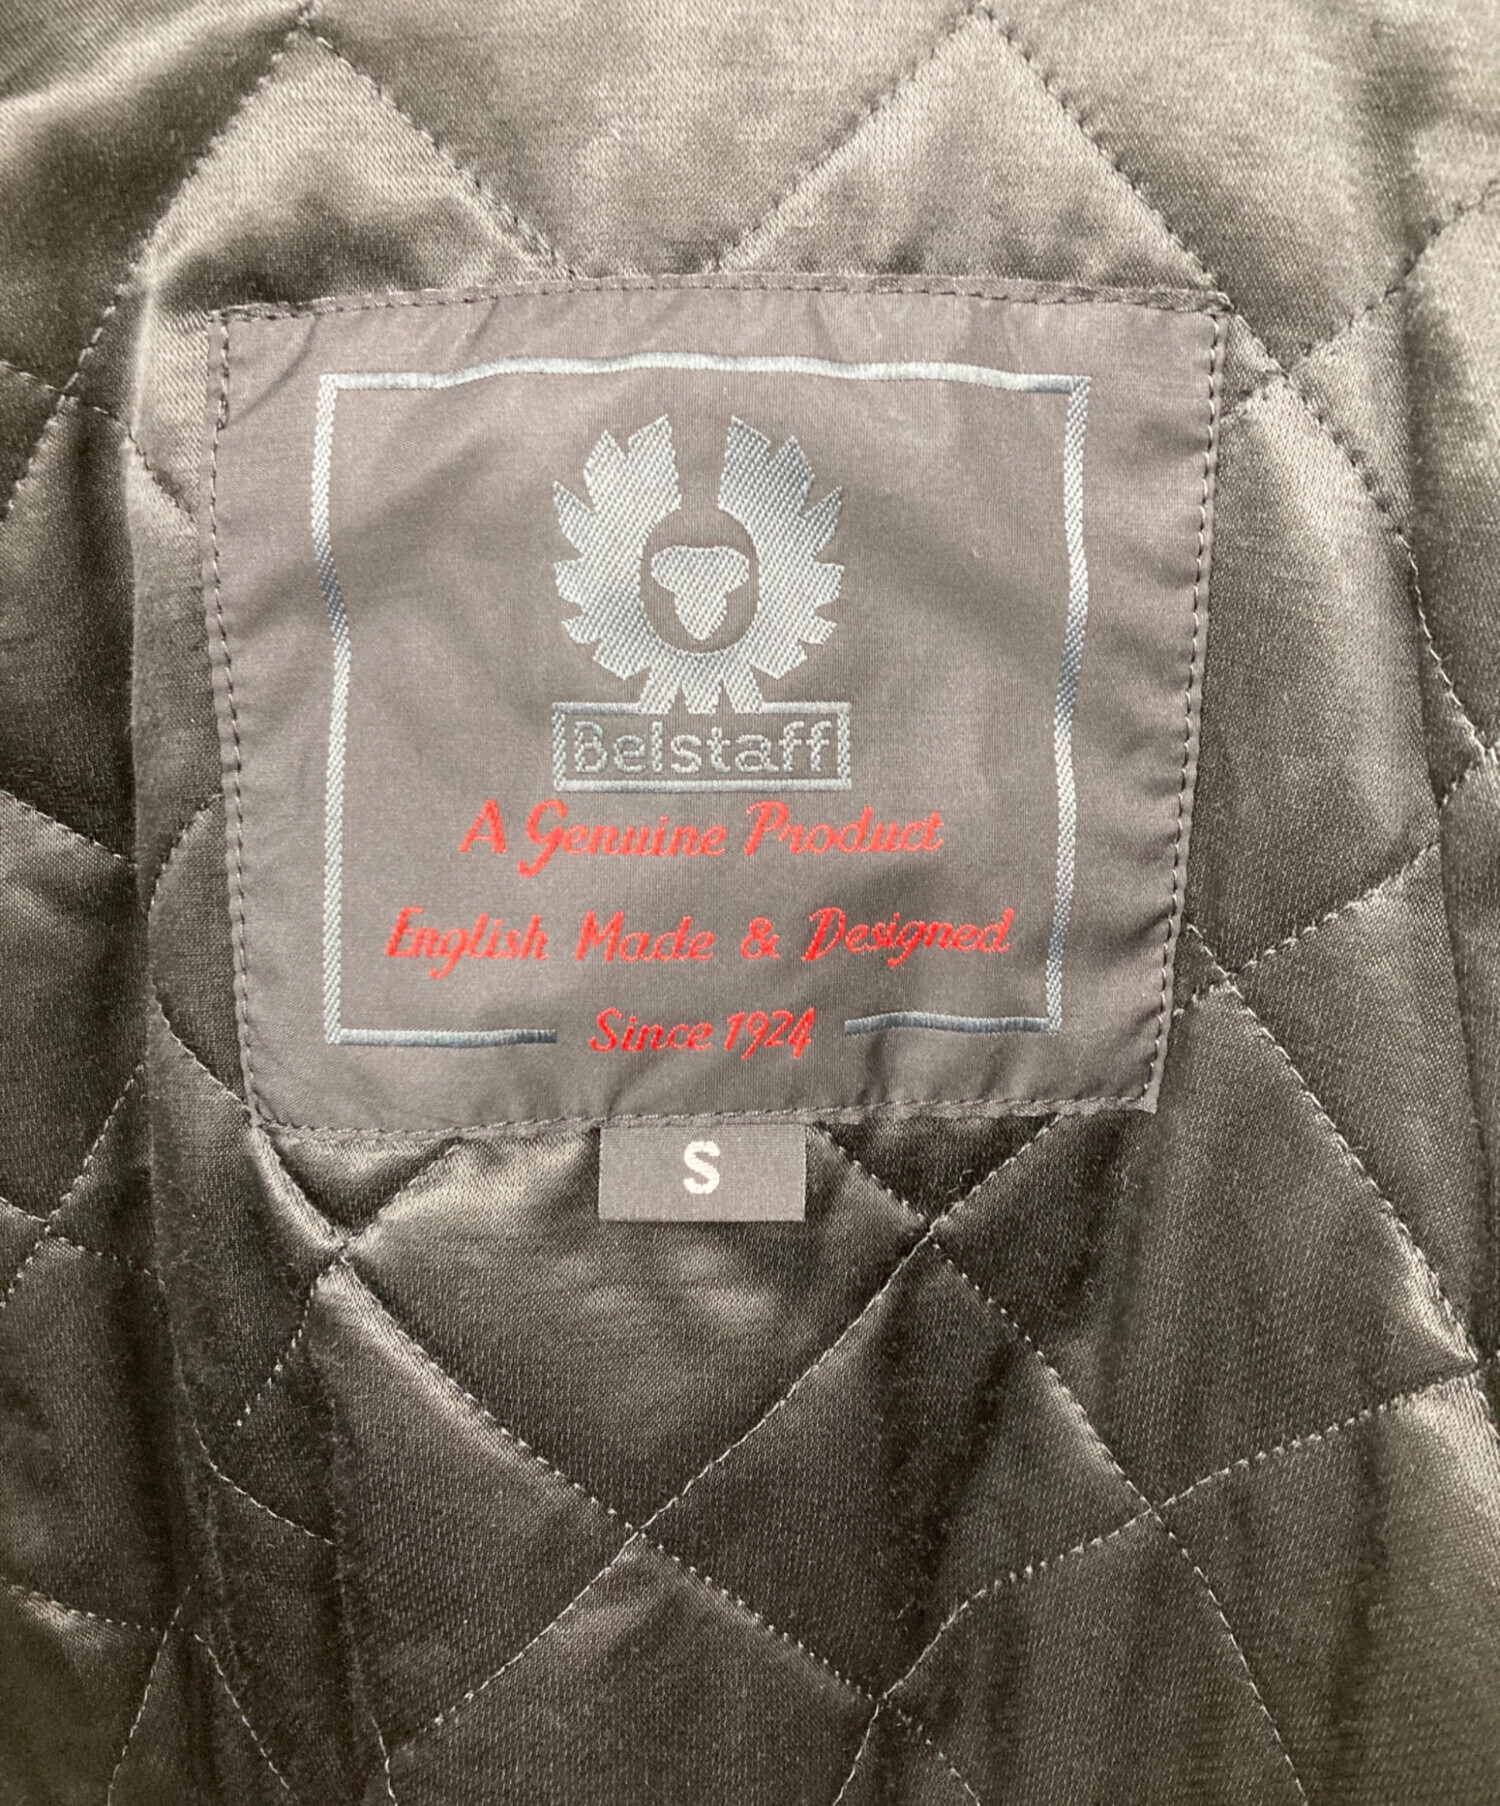 Belstaff
A Genuine Product
English Made & Designed
Since 1924
S